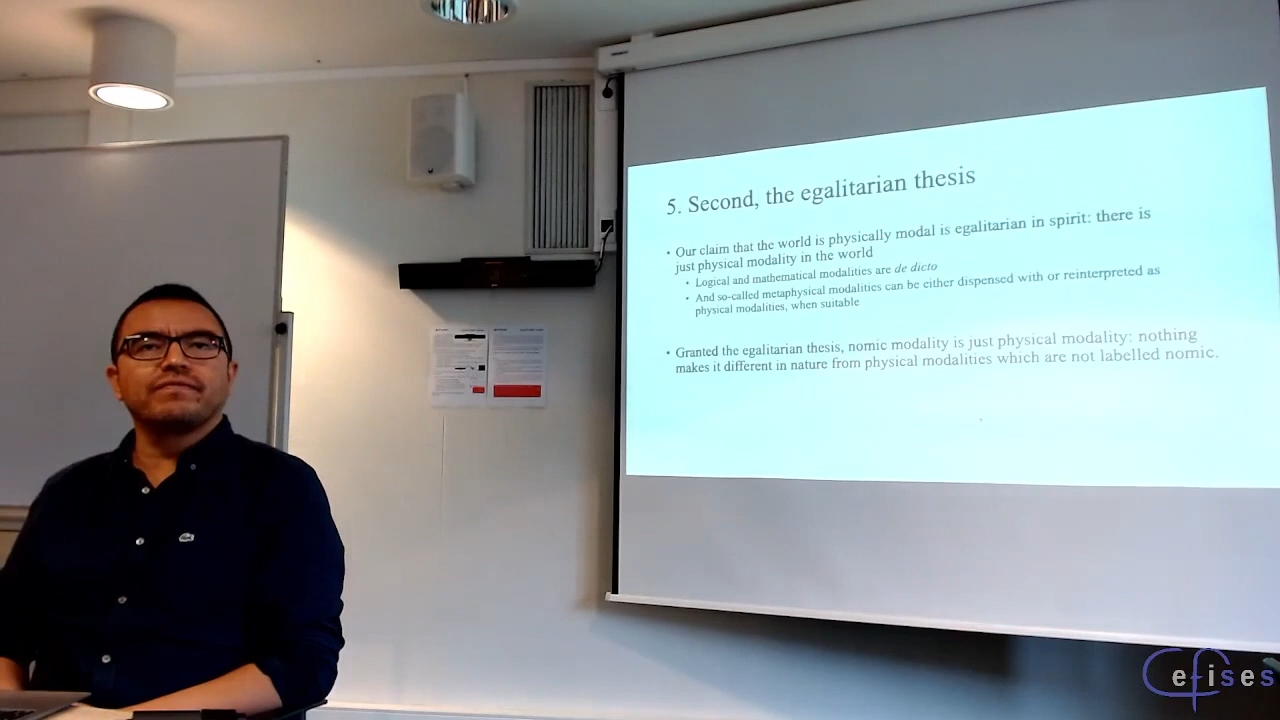 5. Second, the egalitarian thesis
• Our claim that the world is physically modal is egalitarian in spirit: there is
just physical modality in the world
• Logical and mathematical modalities are de dicto
• And so-called metaphysical modalities can be either dispensed with or reinterpreted as
physical modalities, when suitable
• Granted the egalitarian thesis, nomic modality is just physical modality: nothing
makes it different in nature from physical modalities which are not labelled nomic.
Cefises